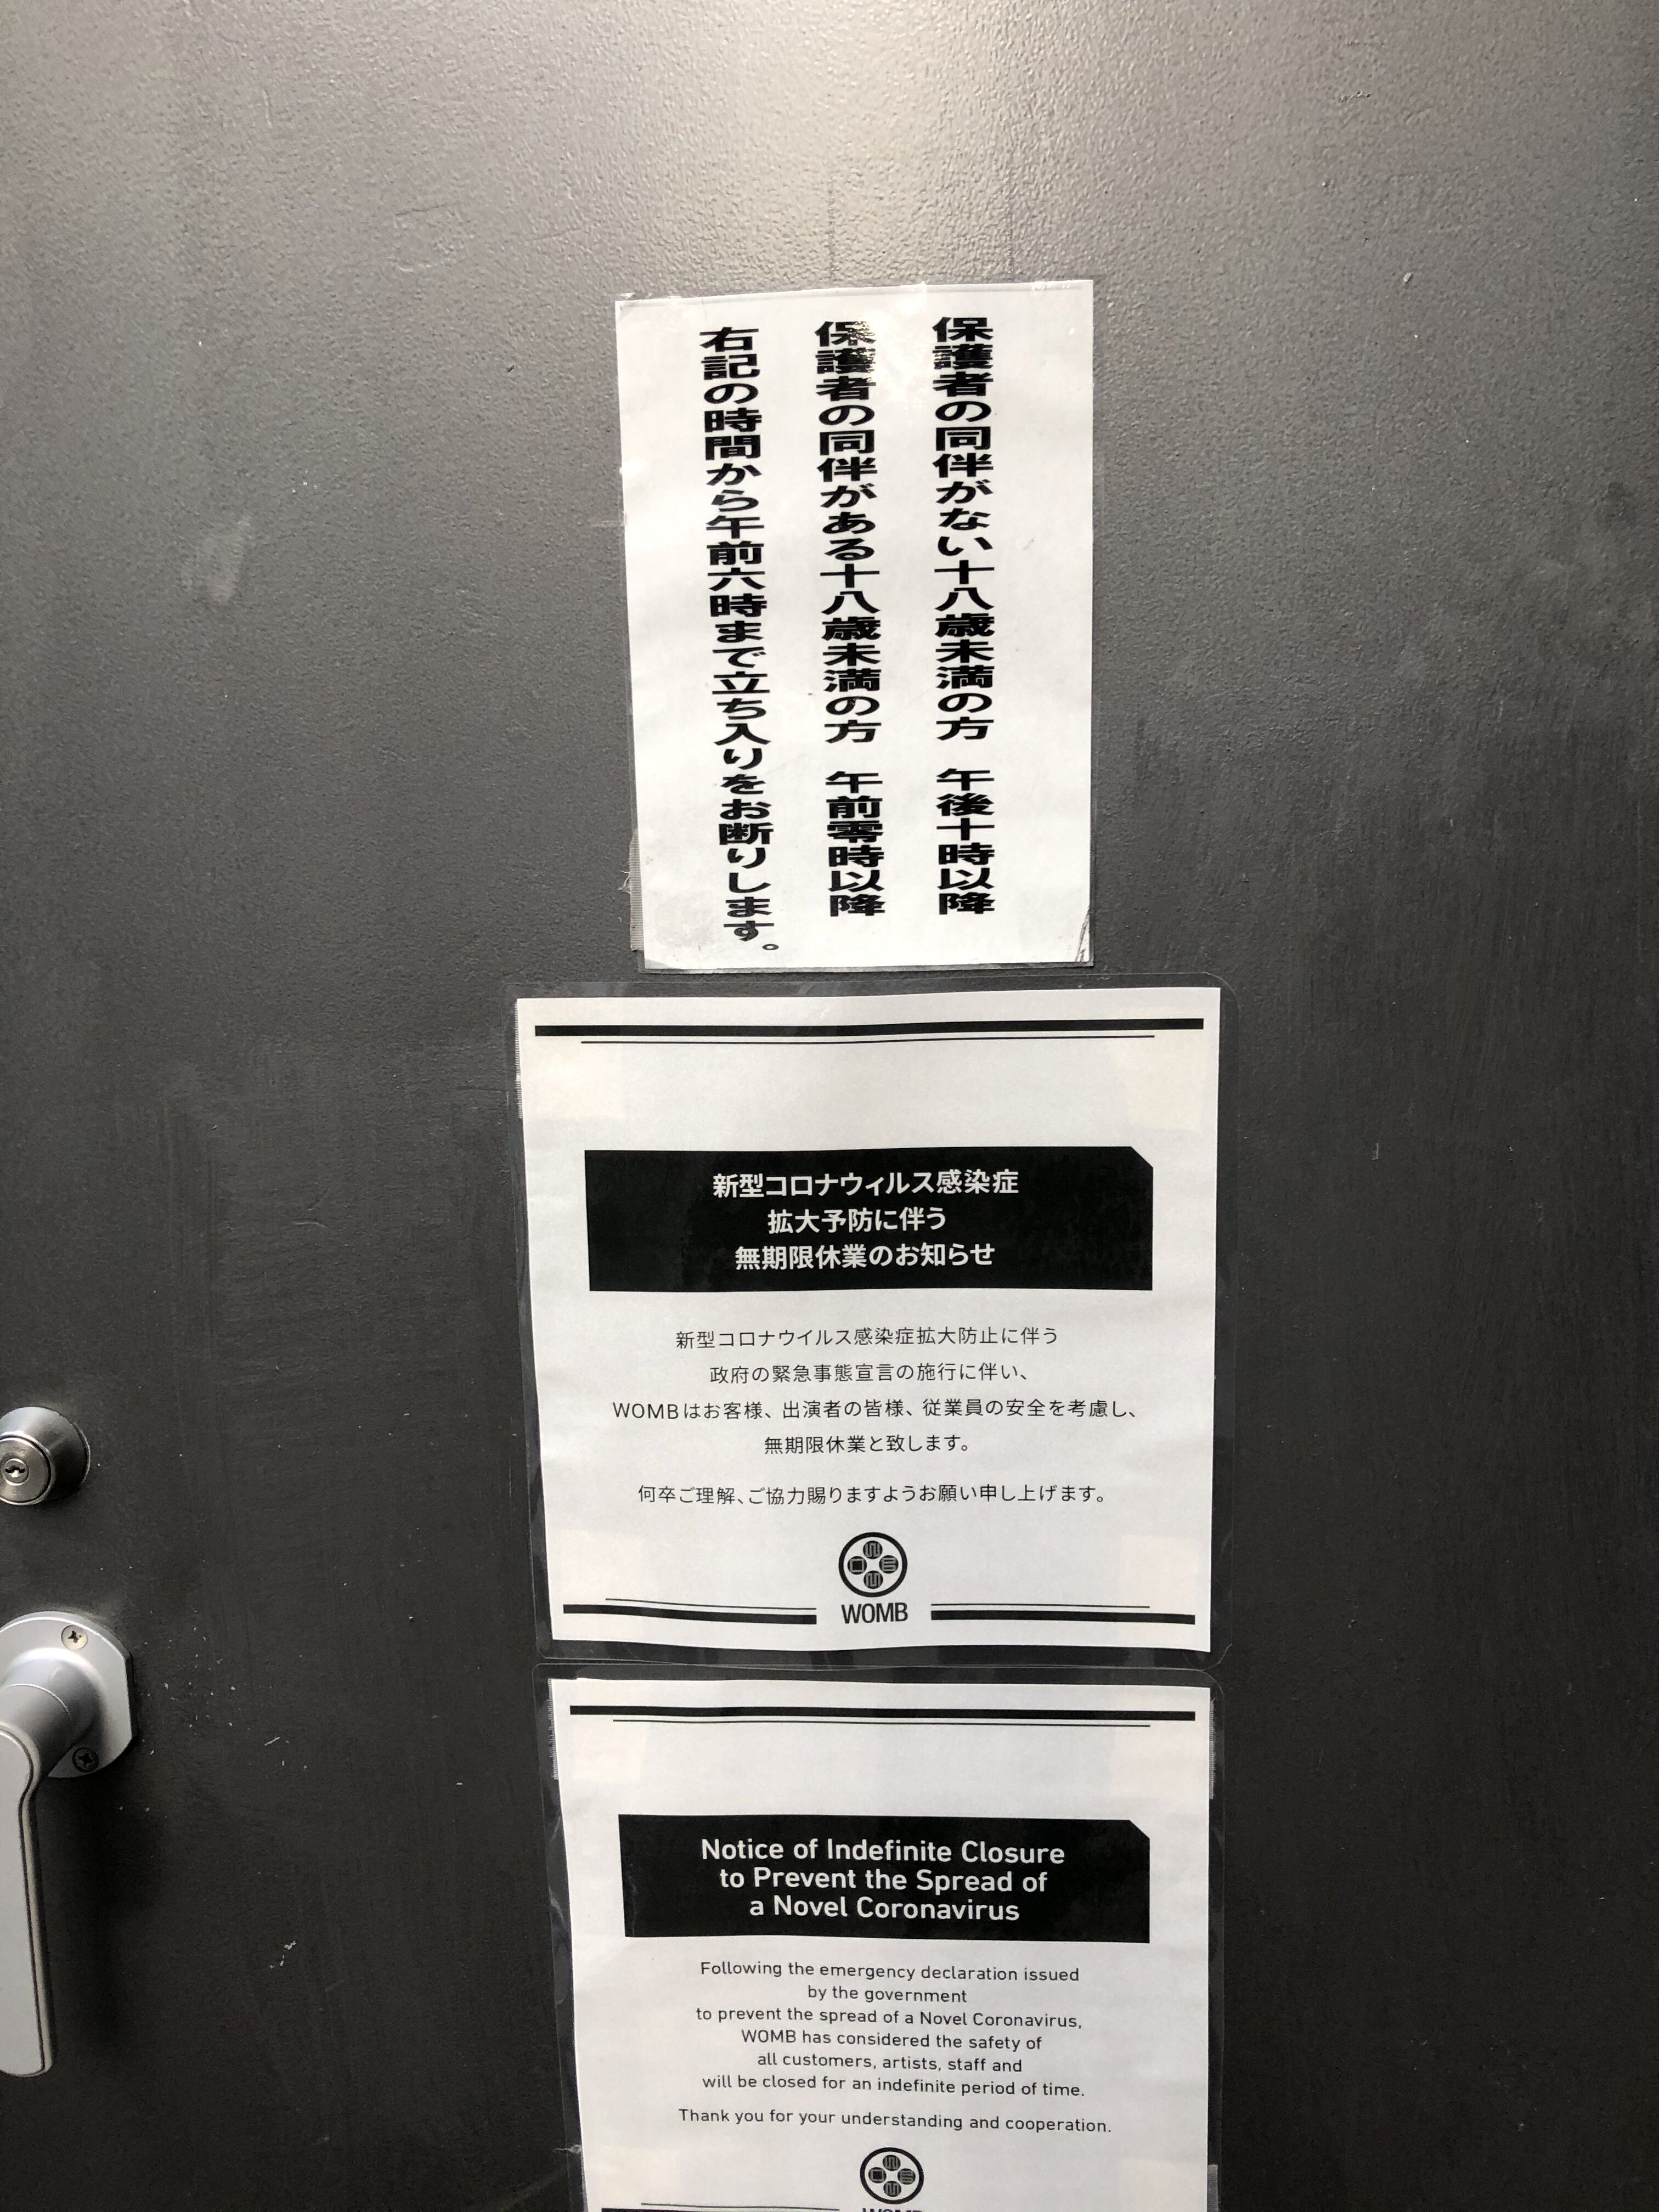 保護者の同伴がない十八歳未満の方　午後十時以降
保護者の同伴がある十八歳未満の方　午前零時以降
右記の時間から午前六時まで立ち入りをお断りします。
新型コロナウィルス感染症
拡大予防に伴う
無期限休業のお知らせ
新型コロナウイルス感染症拡大防止に伴う
政府の緊急事態宣言の施行に伴い、
WOMBはお客様、出演者の皆様、従業員の安全を考慮し、
無期限休業と致します。
何卒ご理解、ご協力賜りますようお願い申し上げます。
WOMB
Notice of Indefinite Closure
to Prevent the Spread of
a Novel Coronavirus
Following the emergency declaration issued
by the government
to prevent the spread of a Novel Coronavirus,
WOMB has considered the safety of
all customers, artists, staff and
will be closed for an indefinite period of time.
Thank you for your understanding and cooperation.